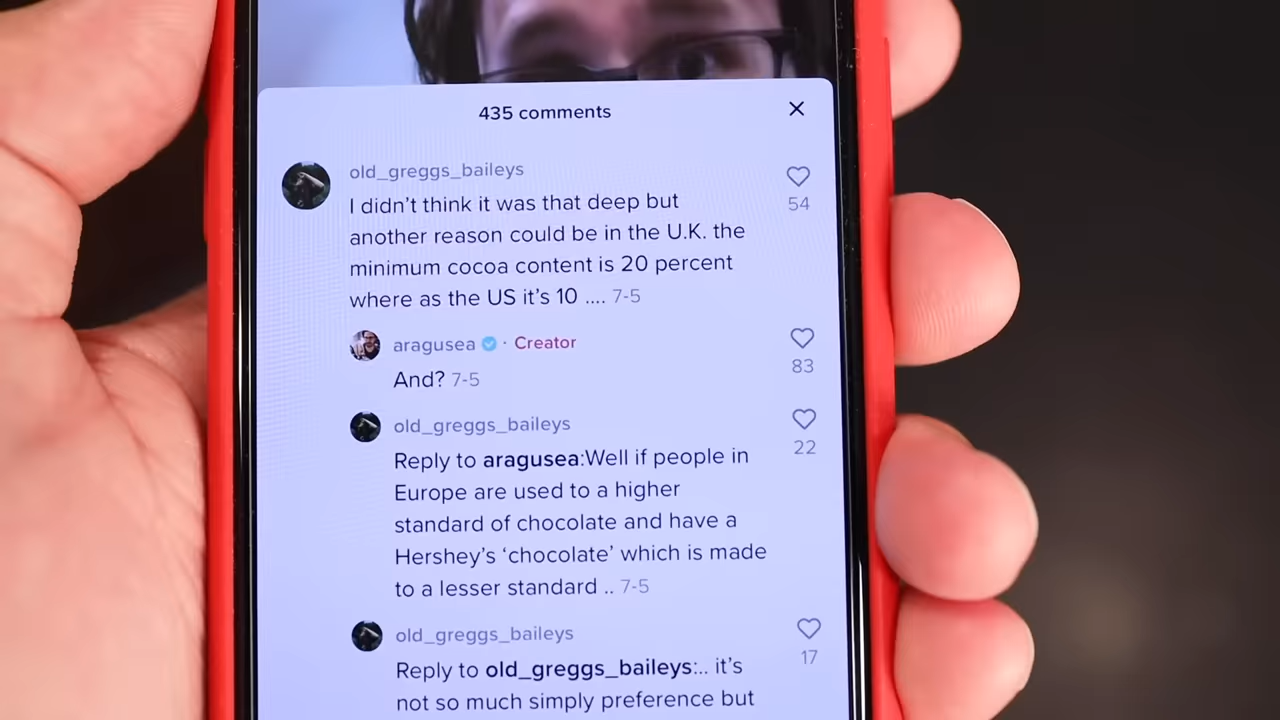 435 comments
old_greggs_baileys
I didn't think it was that deep but
another reason could be in the U.K. the
minimum cocoa content is 20 percent
where as the US it's 10 .... 7-5
54
aragusea · Creator
And? 7-5
83
old_greggs_baileys
Reply to aragusea:Well if people in
Europe are used to a higher
standard of chocolate and have a
Hershey's 'chocolate' which is made
to a lesser standard .. 7-5
22
old_greggs_baileys
Reply to old_greggs_baileys:.. it's
not so much simply preference but
17